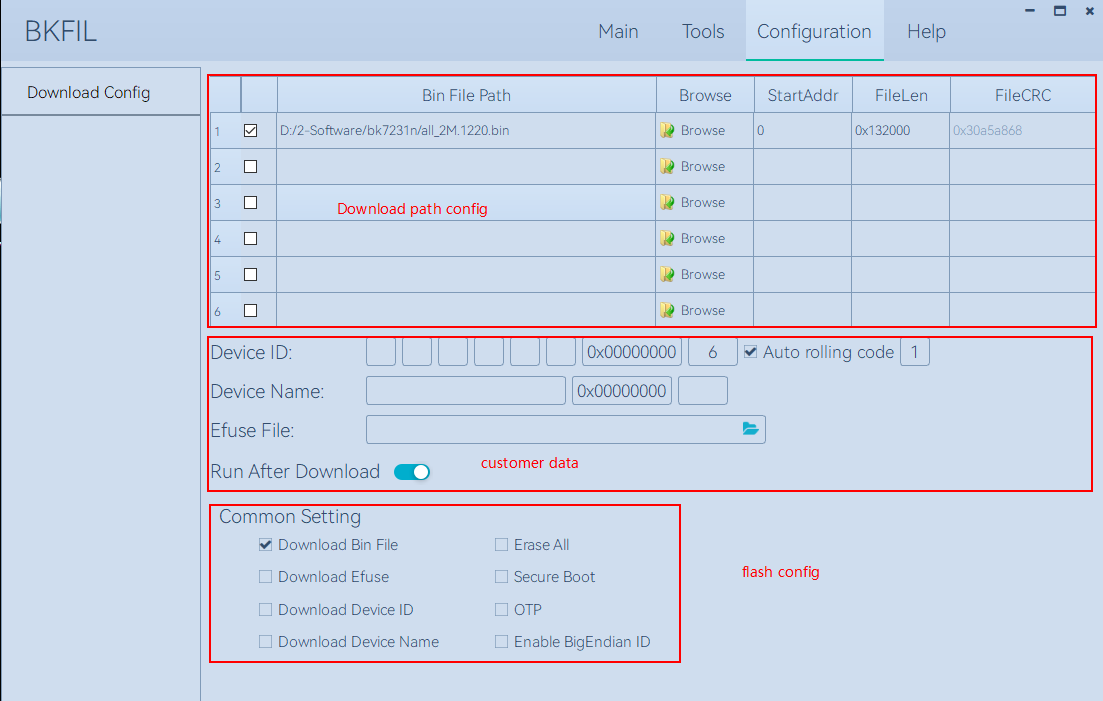 BKFIL Main Tools Configuration Help
Download Config
Bin File Path Browse StartAddr FileLen FileCRC
1 D:/2-Software/bk7231n/all_2M.1220.bin Browse 0 0x132000 0x30a5a868
2 Browse
3 Browse
Download path config
4 Browse
5 Browse
6 Browse
Device ID: 0x00000000 6 Auto rolling code 1
Device Name: 0x00000000
Efuse File:
Run After Download
customer data
Common Setting
Download Bin File Erase All
Download Efuse Secure Boot
flash config
Download Device ID OTP
Download Device Name Enable BigEndian ID